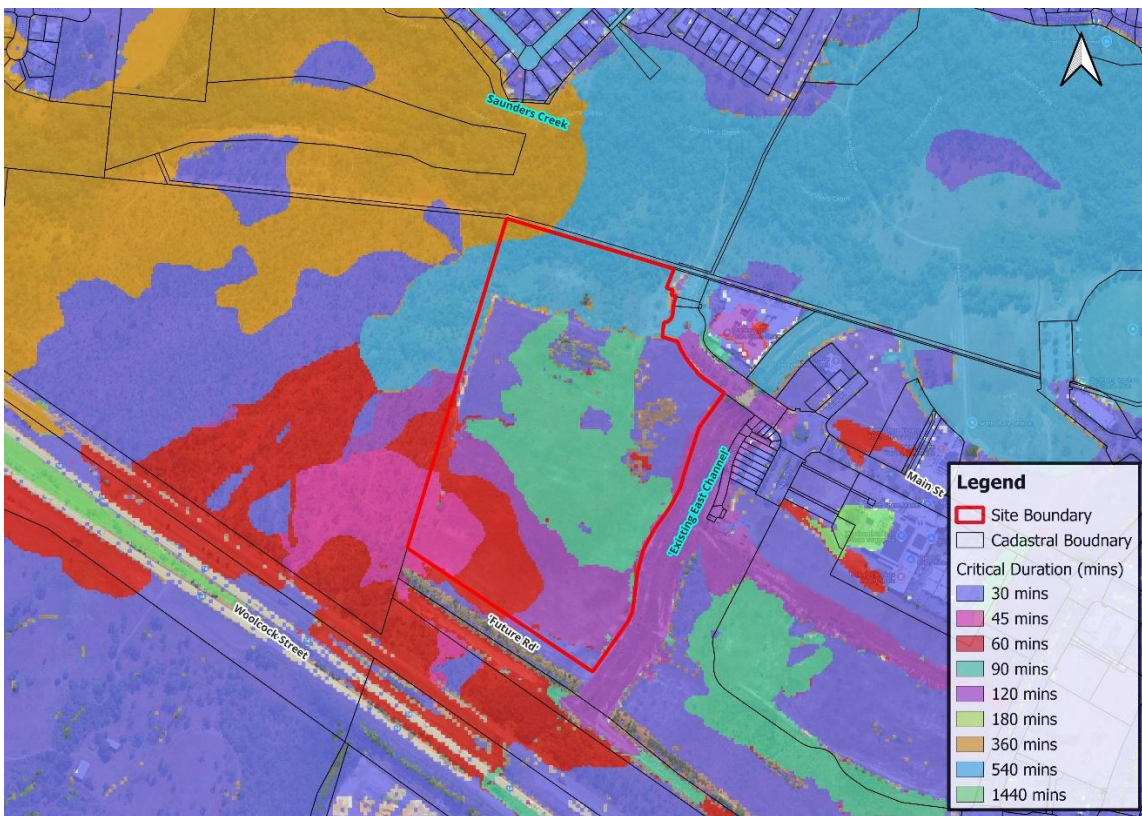 Saunders Creek
Main St
'Existing East Channel'
'Future Rd'
Woolcock Street
Legend
Site Boundary
Cadastral Boudnary
Critical Duration (mins)
30 mins
45 mins
60 mins
90 mins
120 mins
180 mins
360 mins
540 mins
1440 mins